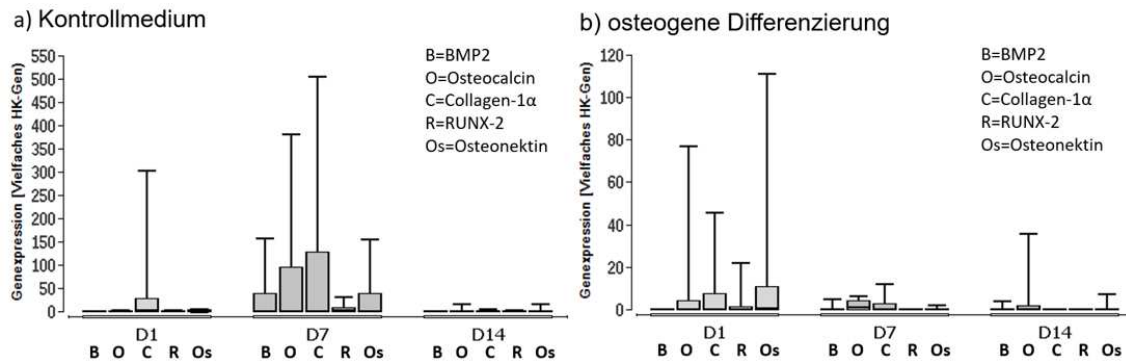 a) Kontrollmedium
Genexpression [Vielfaches HK-Gen]
550
500
450
400
350
300
250
200
150
100
50
0
B=BMP2
O=Osteocalcin
C=Collagen-1α
R=RUNX-2
Os=Osteonektin
D1 D7 D14
B O C R Os B O C R Os B O C R Os
b) osteogene Differenzierung
Genexpression [Vielfaches HK-Gen]
120
100
80
60
40
20
0
B=BMP2
O=Osteocalcin
C=Collagen-1α
R=RUNX-2
Os=Osteonektin
D1 D7 D14
B O C R Os B O C R Os B O C R Os